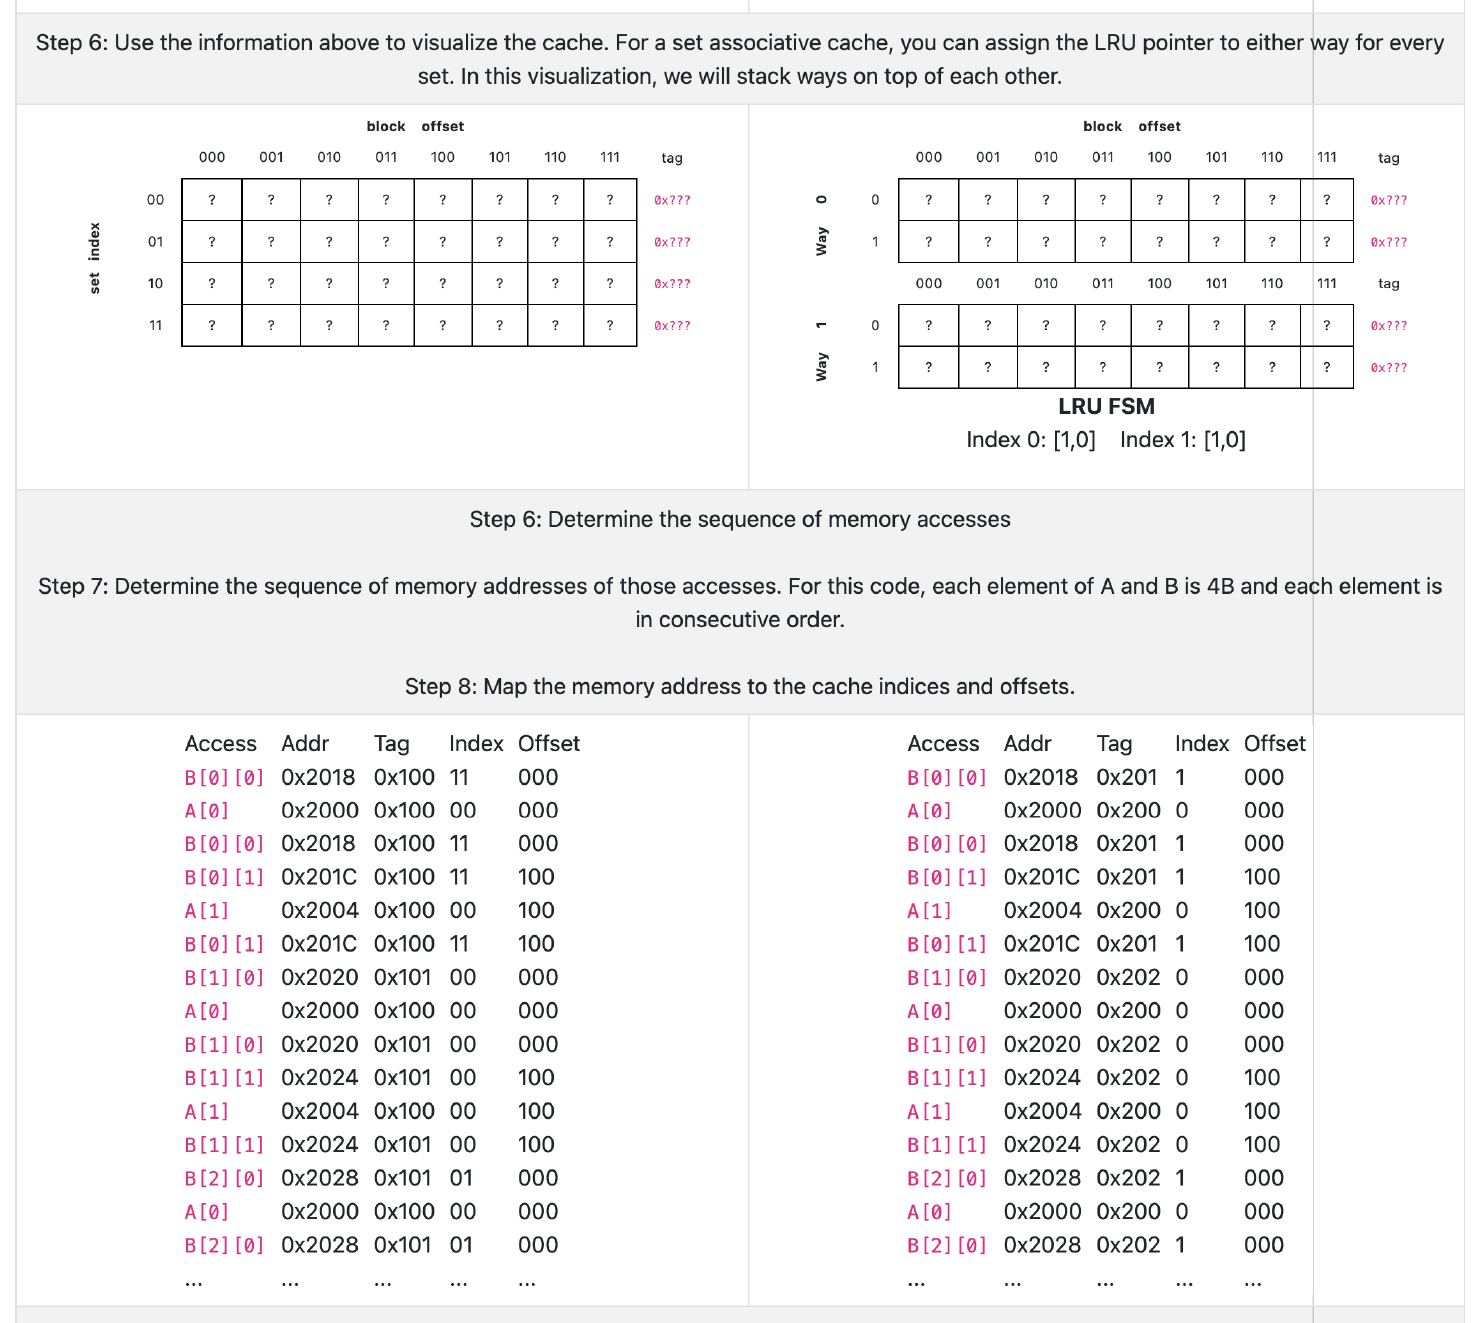 Step 6: Use the information above to visualize the cache. For a set associative cache, you can assign the LRU pointer to either way for every
set. In this visualization, we will stack ways on top of each other.
block offset
000 001 010 011 100 101 110 111 tag
00 ? ? ? ? ? ? ? ? 0x???
01 ? ? ? ? ? ? ? ? 0x???
10 ? ? ? ? ? ? ? ? 0x???
11 ? ? ? ? ? ? ? ? 0x???
set index
block offset
000 001 010 011 100 101 110 111 tag
0 ? ? ? ? ? ? ? ? 0x???
1 ? ? ? ? ? ? ? ? 0x???
Way 0
000 001 010 011 100 101 110 111 tag
0 ? ? ? ? ? ? ? ? 0x???
1 ? ? ? ? ? ? ? ? 0x???
Way 1
LRU FSM
Index 0: [1,0] Index 1: [1,0]
Step 6: Determine the sequence of memory accesses
Step 7: Determine the sequence of memory addresses of those accesses. For this code, each element of A and B is 4B and each element is
in consecutive order.
Step 8: Map the memory address to the cache indices and offsets.
Access Addr Tag Index Offset
B[0][0] 0x2018 0x100 11 000
A[0] 0x2000 0x100 00 000
B[0][0] 0x2018 0x100 11 000
B[0][1] 0x201C 0x100 11 100
A[1] 0x2004 0x100 00 100
B[0][1] 0x201C 0x100 11 100
B[1][0] 0x2020 0x101 00 000
A[0] 0x2000 0x100 00 000
B[1][0] 0x2020 0x101 00 000
B[1][1] 0x2024 0x101 00 100
A[1] 0x2004 0x100 00 100
B[1][1] 0x2024 0x101 00 100
B[2][0] 0x2028 0x101 01 000
A[0] 0x2000 0x100 00 000
B[2][0] 0x2028 0x101 01 000
... ... ... ... ...
Access Addr Tag Index Offset
B[0][0] 0x2018 0x201 1 000
A[0] 0x2000 0x200 0 000
B[0][0] 0x2018 0x201 1 000
B[0][1] 0x201C 0x201 1 100
A[1] 0x2004 0x200 0 100
B[0][1] 0x201C 0x201 1 100
B[1][0] 0x2020 0x202 0 000
A[0] 0x2000 0x200 0 000
B[1][0] 0x2020 0x202 0 000
B[1][1] 0x2024 0x202 0 100
A[1] 0x2004 0x200 0 100
B[1][1] 0x2024 0x202 0 100
B[2][0] 0x2028 0x202 1 000
A[0] 0x2000 0x200 0 000
B[2][0] 0x2028 0x202 1 000
... ... ... ... ...